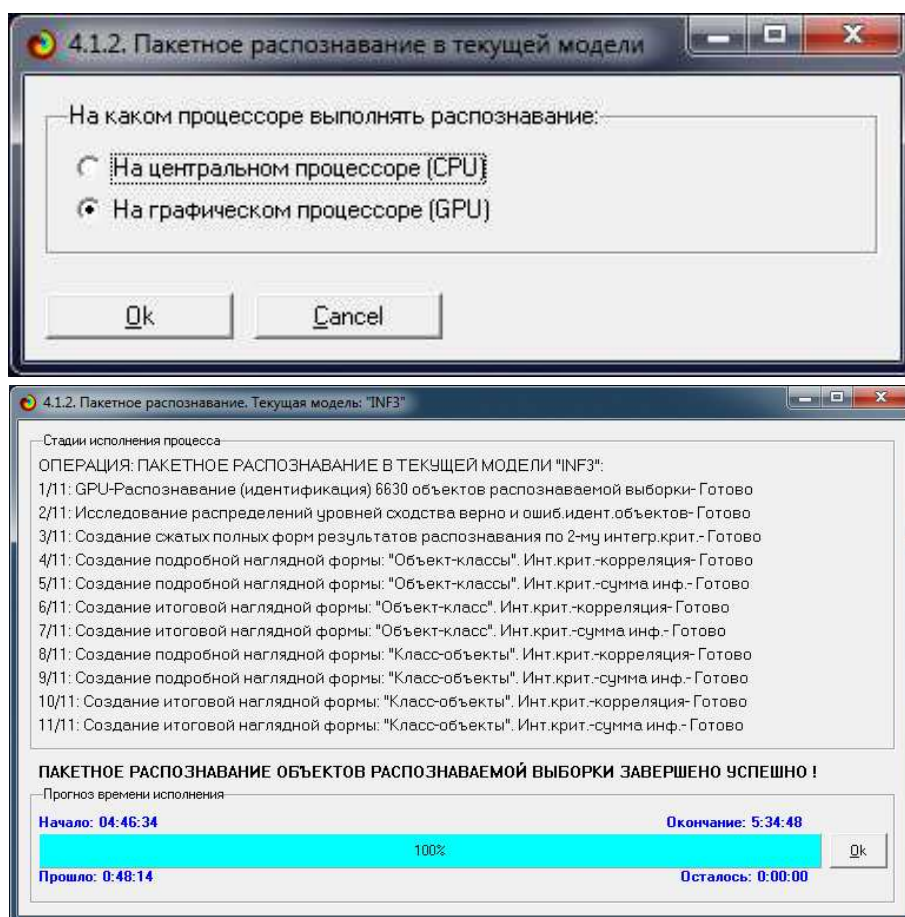 4.1.2. Пакетное распознавание в текущей модели
На каком процессоре выполнять распознавание:
На центральном процессоре (CPU)
На графическом процессоре (GPU)
Ok
Cancel
4.1.2. Пакетное распознавание. Текущая модель: "INF3"
Стадии исполнения процесса
ОПЕРАЦИЯ: ПАКЕТНОЕ РАСПОЗНАВАНИЕ В ТЕКУЩЕЙ МОДЕЛИ "INF3":
1/11: GPU-Распознавание (идентификация) 6630 объектов распознаваемой выборки- Готово
2/11: Исследование распределений уровней сходства верно и ошиб.идент.объектов- Готово
3/11: Создание сжатых полных форм результатов распознавания по 2-му интегр.крит.- Готово
4/11: Создание подробной наглядной формы: "Объект-классы". Инт.крит.-корреляция- Готово
5/11: Создание подробной наглядной формы: "Объект-классы". Инт.крит.-сумма инф.- Готово
6/11: Создание итоговой наглядной формы: "Объект-класс". Инт.крит.-корреляция- Готово
7/11: Создание итоговой наглядной формы: "Объект-класс". Инт.крит.-сумма инф.- Готово
8/11: Создание подробной наглядной формы: "Класс-объекты". Инт.крит.-корреляция- Готово
9/11: Создание подробной наглядной формы: "Класс-объекты". Инт.крит.-сумма инф.- Готово
10/11: Создание итоговой наглядной формы: "Класс-объекты". Инт.крит.-корреляция- Готово
11/11: Создание итоговой наглядной формы: "Класс-объекты". Инт.крит.-сумма инф.- Готово
ПАКЕТНОЕ РАСПОЗНАВАНИЕ ОБЪЕКТОВ РАСПОЗНАВАЕМОЙ ВЫБОРКИ ЗАВЕРШЕНО УСПЕШНО !
Прогноз времени исполнения
Начало: 04:46:34 Окончание: 5:34:48
100% Ok
Прошло: 0:48:14 Осталось: 0:00:00